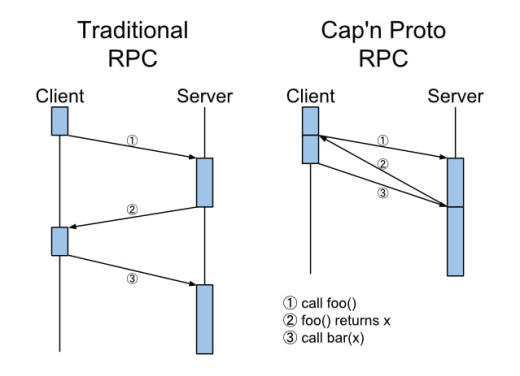 Traditional
RPC
Client
Server
①
②
③
Cap'n Proto
RPC
Client
Server
①
②
③
① call foo()
② foo() returns x
③ call bar(x)